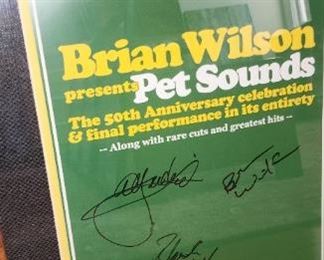 Brian Wilson
presents Pet Sounds
The 50th Anniversary celebration
& final performance in its entirety
-- Along with rare cuts and greatest hits --